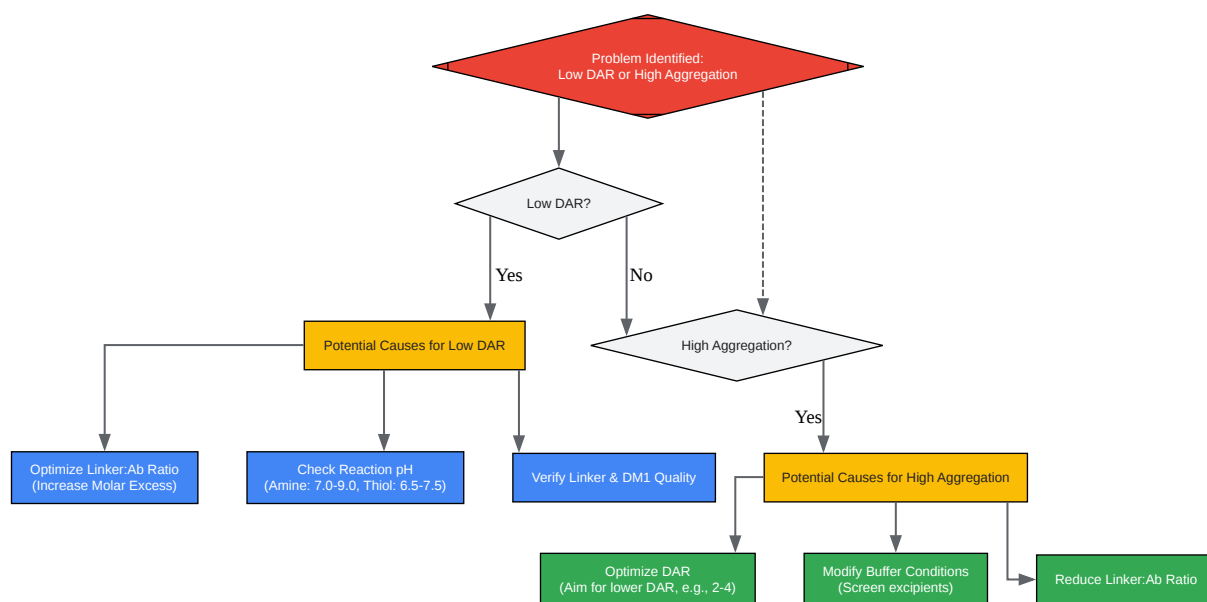 Problem Identified:
Low DAR or High Aggregation
Low DAR?
Yes
No
Potential Causes for Low DAR
High Aggregation?
Yes
Optimize Linker:Ab Ratio
(Increase Molar Excess)
Check Reaction pH
(Amine: 7.0-9.0, Thiol: 6.5-7.5)
Verify Linker & DM1 Quality
Potential Causes for High Aggregation
Optimize DAR
(Aim for lower DAR, e.g., 2-4)
Modify Buffer Conditions
(Screen excipients)
Reduce Linker:Ab Ratio